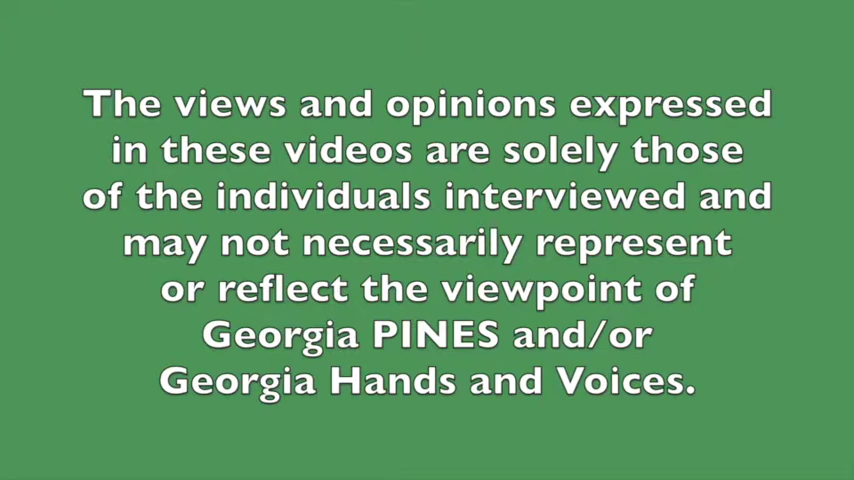 The views and opinions expressed
in these videos are solely those
of the individuals interviewed and
may not necessarily represent
or reflect the viewpoint of
Georgia PINES and/or
Georgia Hands and Voices.